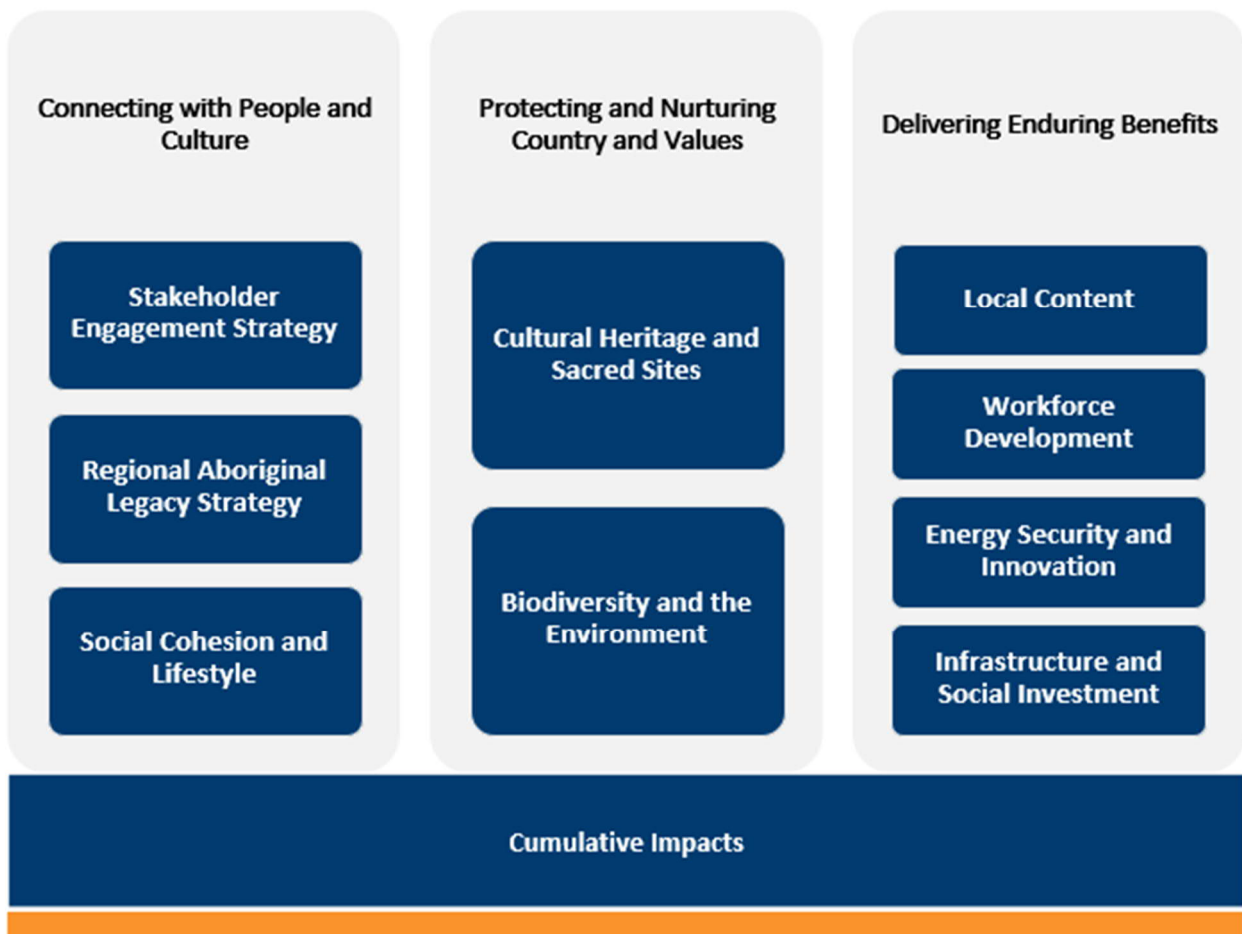 Connecting with People and
Culture
Stakeholder
Engagement Strategy
Regional Aboriginal
Legacy Strategy
Social Cohesion and
Lifestyle
Protecting and Nurturing
Country and Values
Cultural Heritage and
Sacred Sites
Biodiversity and the
Environment
Delivering Enduring Benefits
Local Content
Workforce
Development
Energy Security and
Innovation
Infrastructure and
Social Investment
Cumulative Impacts